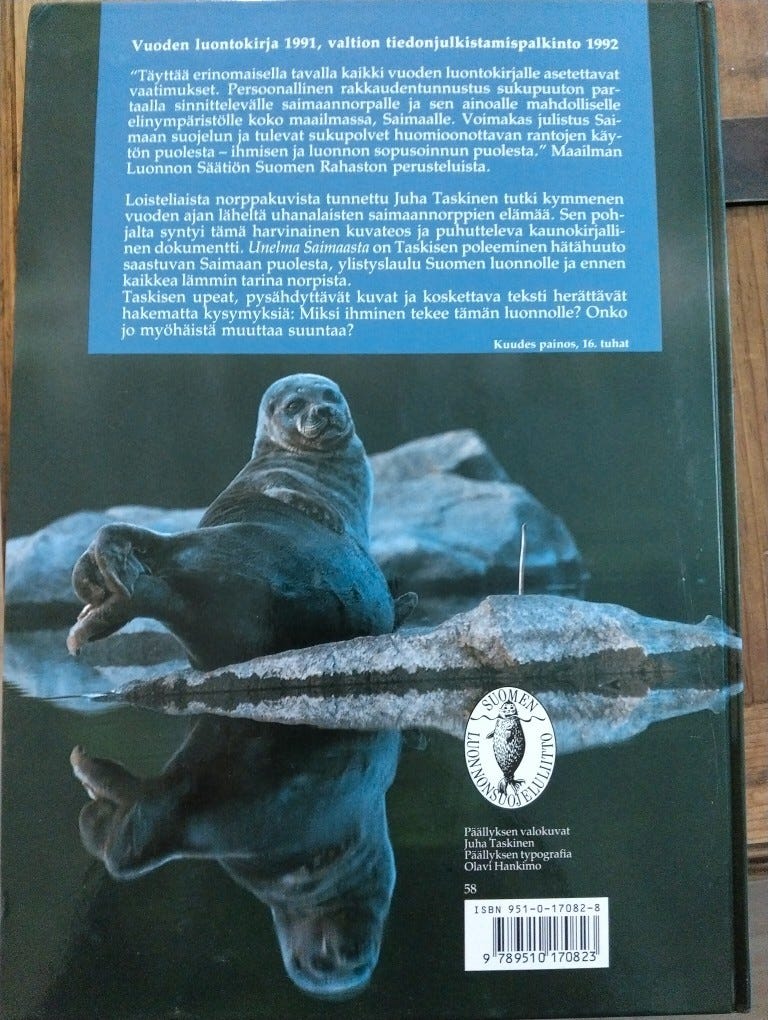 Vuoden luontokirja 1991, valtion tiedonjulkistamispalkinto 1992
"Täyttää erinomaisella tavalla kaikki vuoden luontokirjalle asetettavat
vaatimukset. Persoonallinen rakkaudentunnustus sukupuuton par-
taalla sinnittelevälle saimaannorpalle ja sen ainoalle mahdolliselle
elinympäristölle koko maailmassa, Saimaalle. Voimakas julistus Sai-
maan suojelun ja tulevat sukupolvet huomioonottavan rantojen käy-
tön puolesta – ihmisen ja luonnon sopusoinnun puolesta." Maailman
Luonnon Säätiön Suomen Rahaston perusteluista.
Loisteliaista norppakuvista tunnettu Juha Taskinen tutki kymmenen
vuoden ajan läheltä uhanalaisten saimaannorppien elämää. Sen poh-
jalta syntyi tämä harvinainen kuvateos ja puhutteleva kaunokirjalli-
nen dokumentti. Unelma Saimaasta on Taskisen poleeminen hätähuuto
saastuvan Saimaan puolesta, ylistyslaulu Suomen luonnolle ja ennen
kaikkea lämmin tarina norpista.
Taskisen upeat, pysähdyttävät kuvat ja koskettava teksti herättävät
hakematta kysymyksiä: Miksi ihminen tekee tämän luonnolle? Onko
jo myöhäistä muuttaa suuntaa?
Kuudes painos, 16. tuhat
SUOMEN
LUONNONSUOJELULIITTO
Päällyksen valokuvat
Juha Taskinen
Päällyksen typografia
Olavi Hankimo
58
ISBN 951-0-17082-8
9 789510 170823